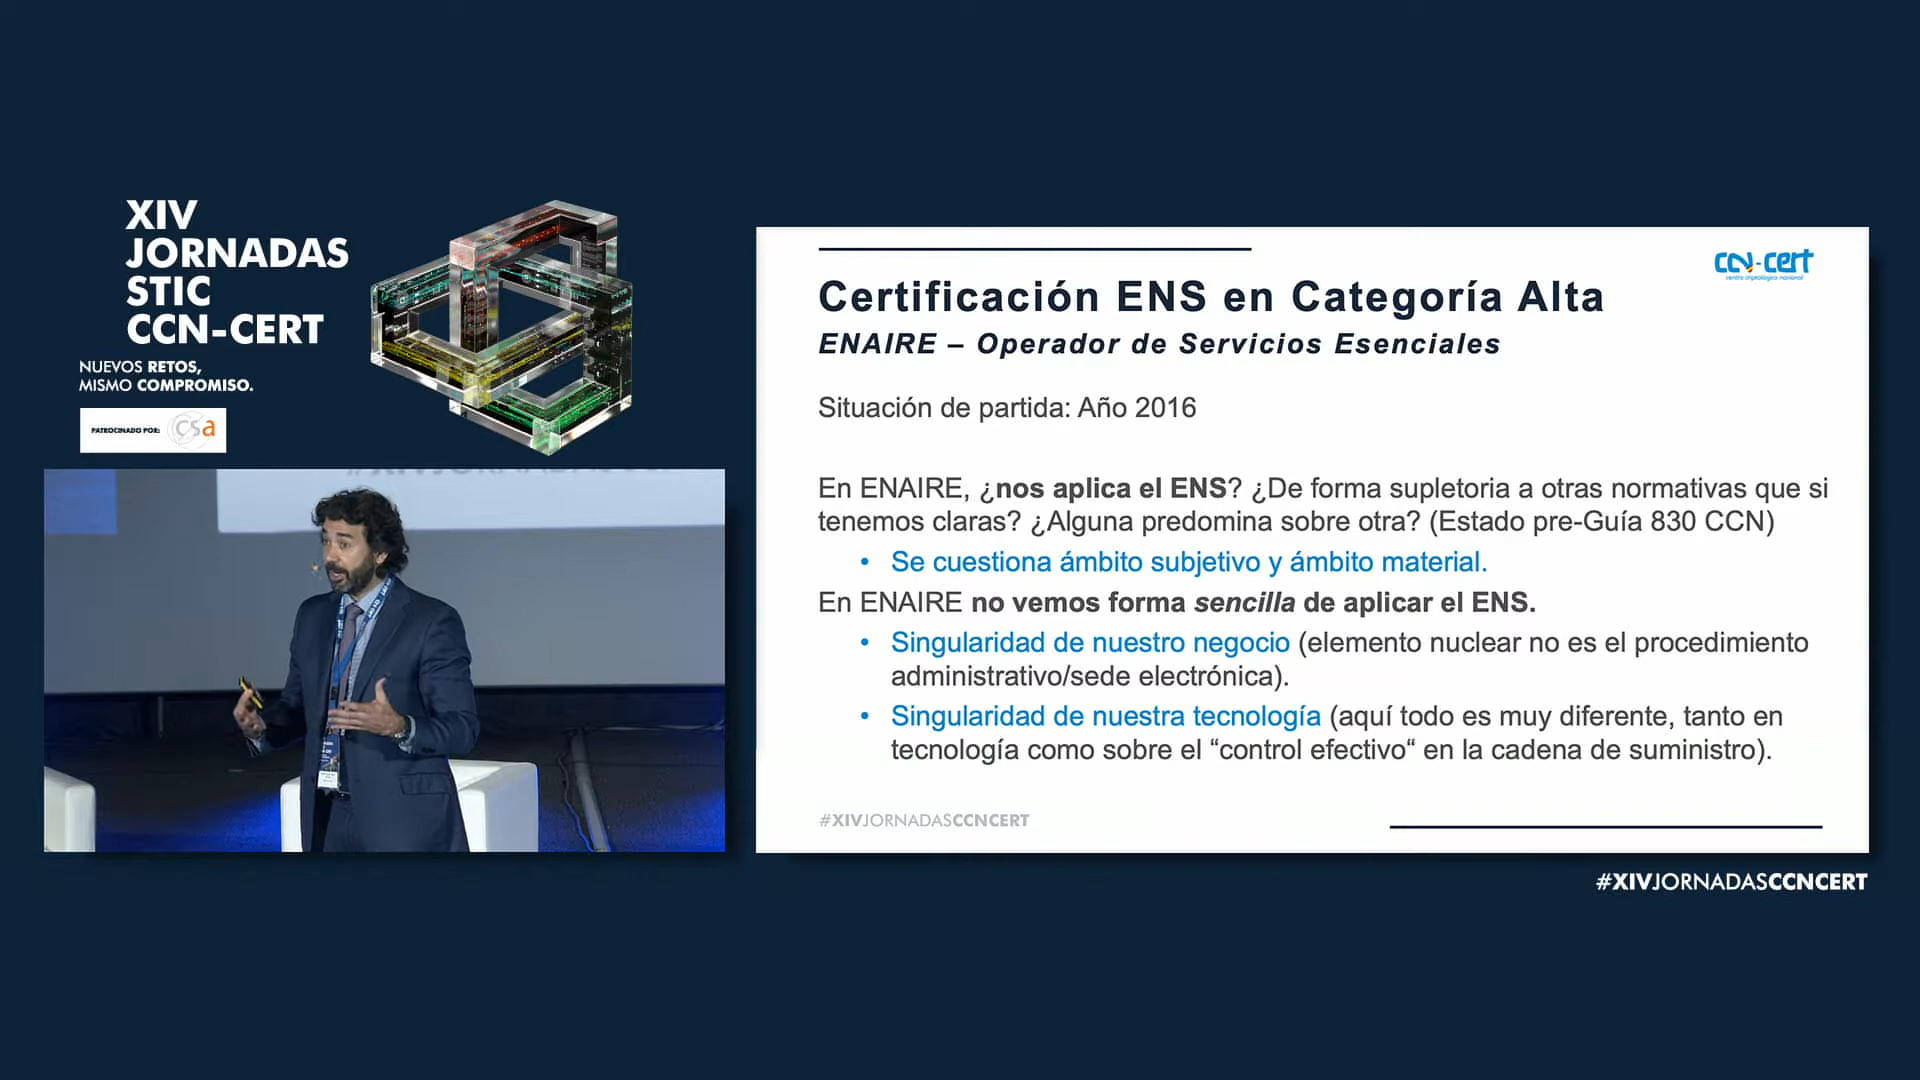 XIV
JORNADAS
STIC
CCN-CERT
NUEVOS RETOS,
MISMO COMPROMISO.
PATROCINADO POR:
csa
ccn-cert
centro criptológico nacional
Certificación ENS en Categoría Alta
ENAIRE – Operador de Servicios Esenciales
Situación de partida: Año 2016
En ENAIRE, ¿nos aplica el ENS? ¿De forma supletoria a otras normativas que si
tenemos claras? ¿Alguna predomina sobre otra? (Estado pre-Guía 830 CCN)
• Se cuestiona ámbito subjetivo y ámbito material.
En ENAIRE no vemos forma sencilla de aplicar el ENS.
• Singularidad de nuestro negocio (elemento nuclear no es el procedimiento
administrativo/sede electrónica).
• Singularidad de nuestra tecnología (aquí todo es muy diferente, tanto en
tecnología como sobre el “control efectivo“ en la cadena de suministro).
#XIVJORNADASCCNCERT
#XIVJORNADASCCNCERT